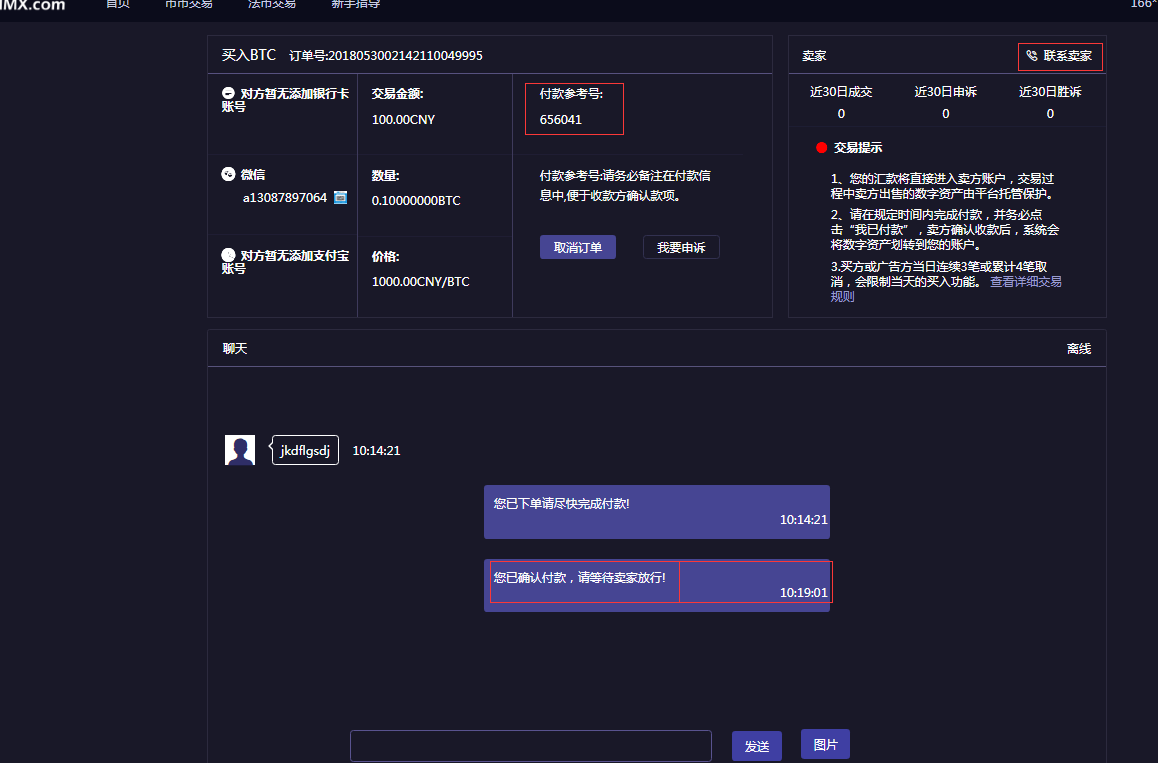 IMX.com 首页 币币交易 法币交易 新手指导 166*
买入BTC 订单号:2018053002142110049995
对方暂无添加银行卡
账号
微信
a13087897064
对方暂无添加支付宝
账号
交易金额:
100.00CNY
数量:
0.10000000BTC
价格:
1000.00CNY/BTC
付款参考号:
656041
付款参考号:请务必备注在付款信
息中,便于收款方确认款项。
取消订单 我要申诉
卖家 联系卖家
近30日成交 近30日申诉 近30日胜诉
0 0 0
交易提示
1、您的汇款将直接进入卖方账户，交易过
程中卖方出售的数字资产由平台托管保护。
2、请在规定时间内完成付款，并务必点
击“我已付款”，卖方确认收款后，系统会
将数字资产划转到您的账户。
3.买方或广告方当日连续3笔或累计4笔取
消，会限制当天的买入功能。 查看详细交易
规则
聊天 离线
jkdflgsdj 10:14:21
您已下单请尽快完成付款!
10:14:21
您已确认付款，请等待卖家放行!
10:19:01
发送 图片